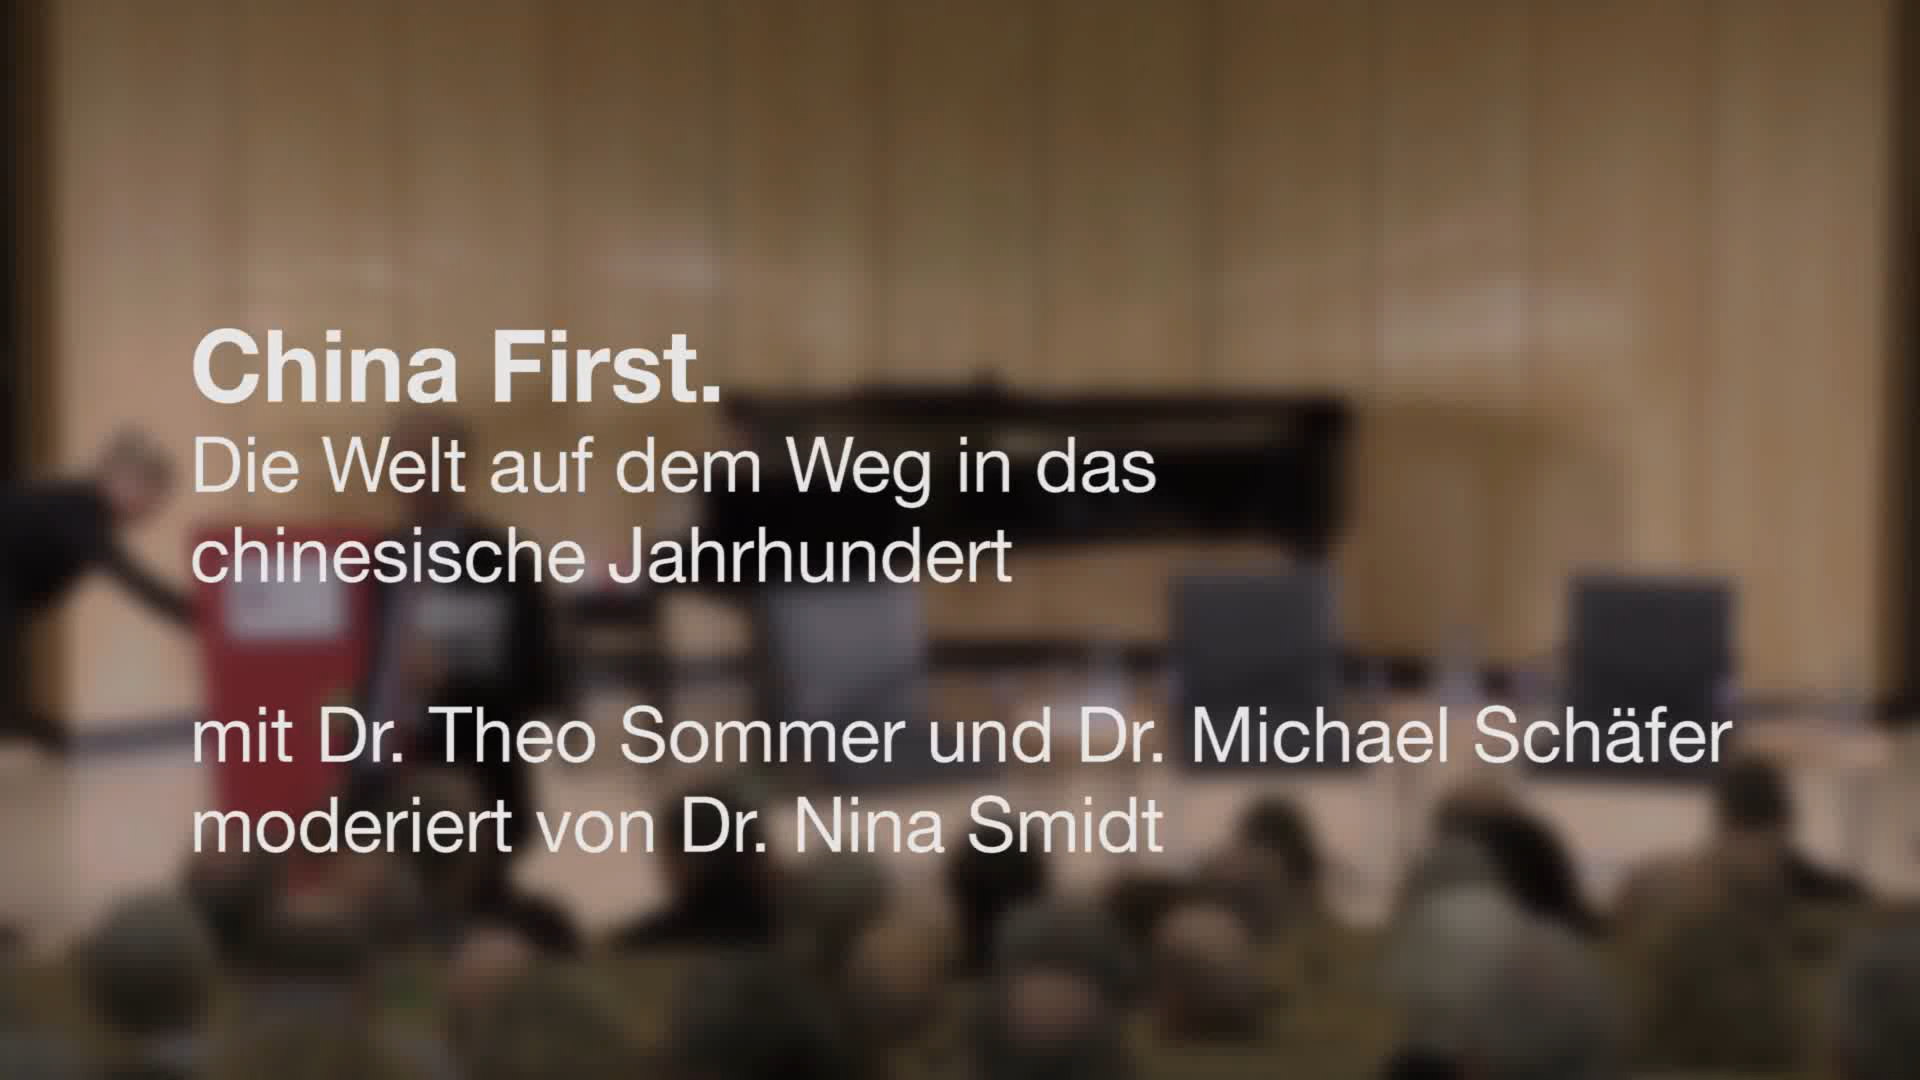 China First.
Die Welt auf dem Weg in das
chinesische Jahrhundert
mit Dr. Theo Sommer und Dr. Michael Schäfer
moderiert von Dr. Nina Smidt